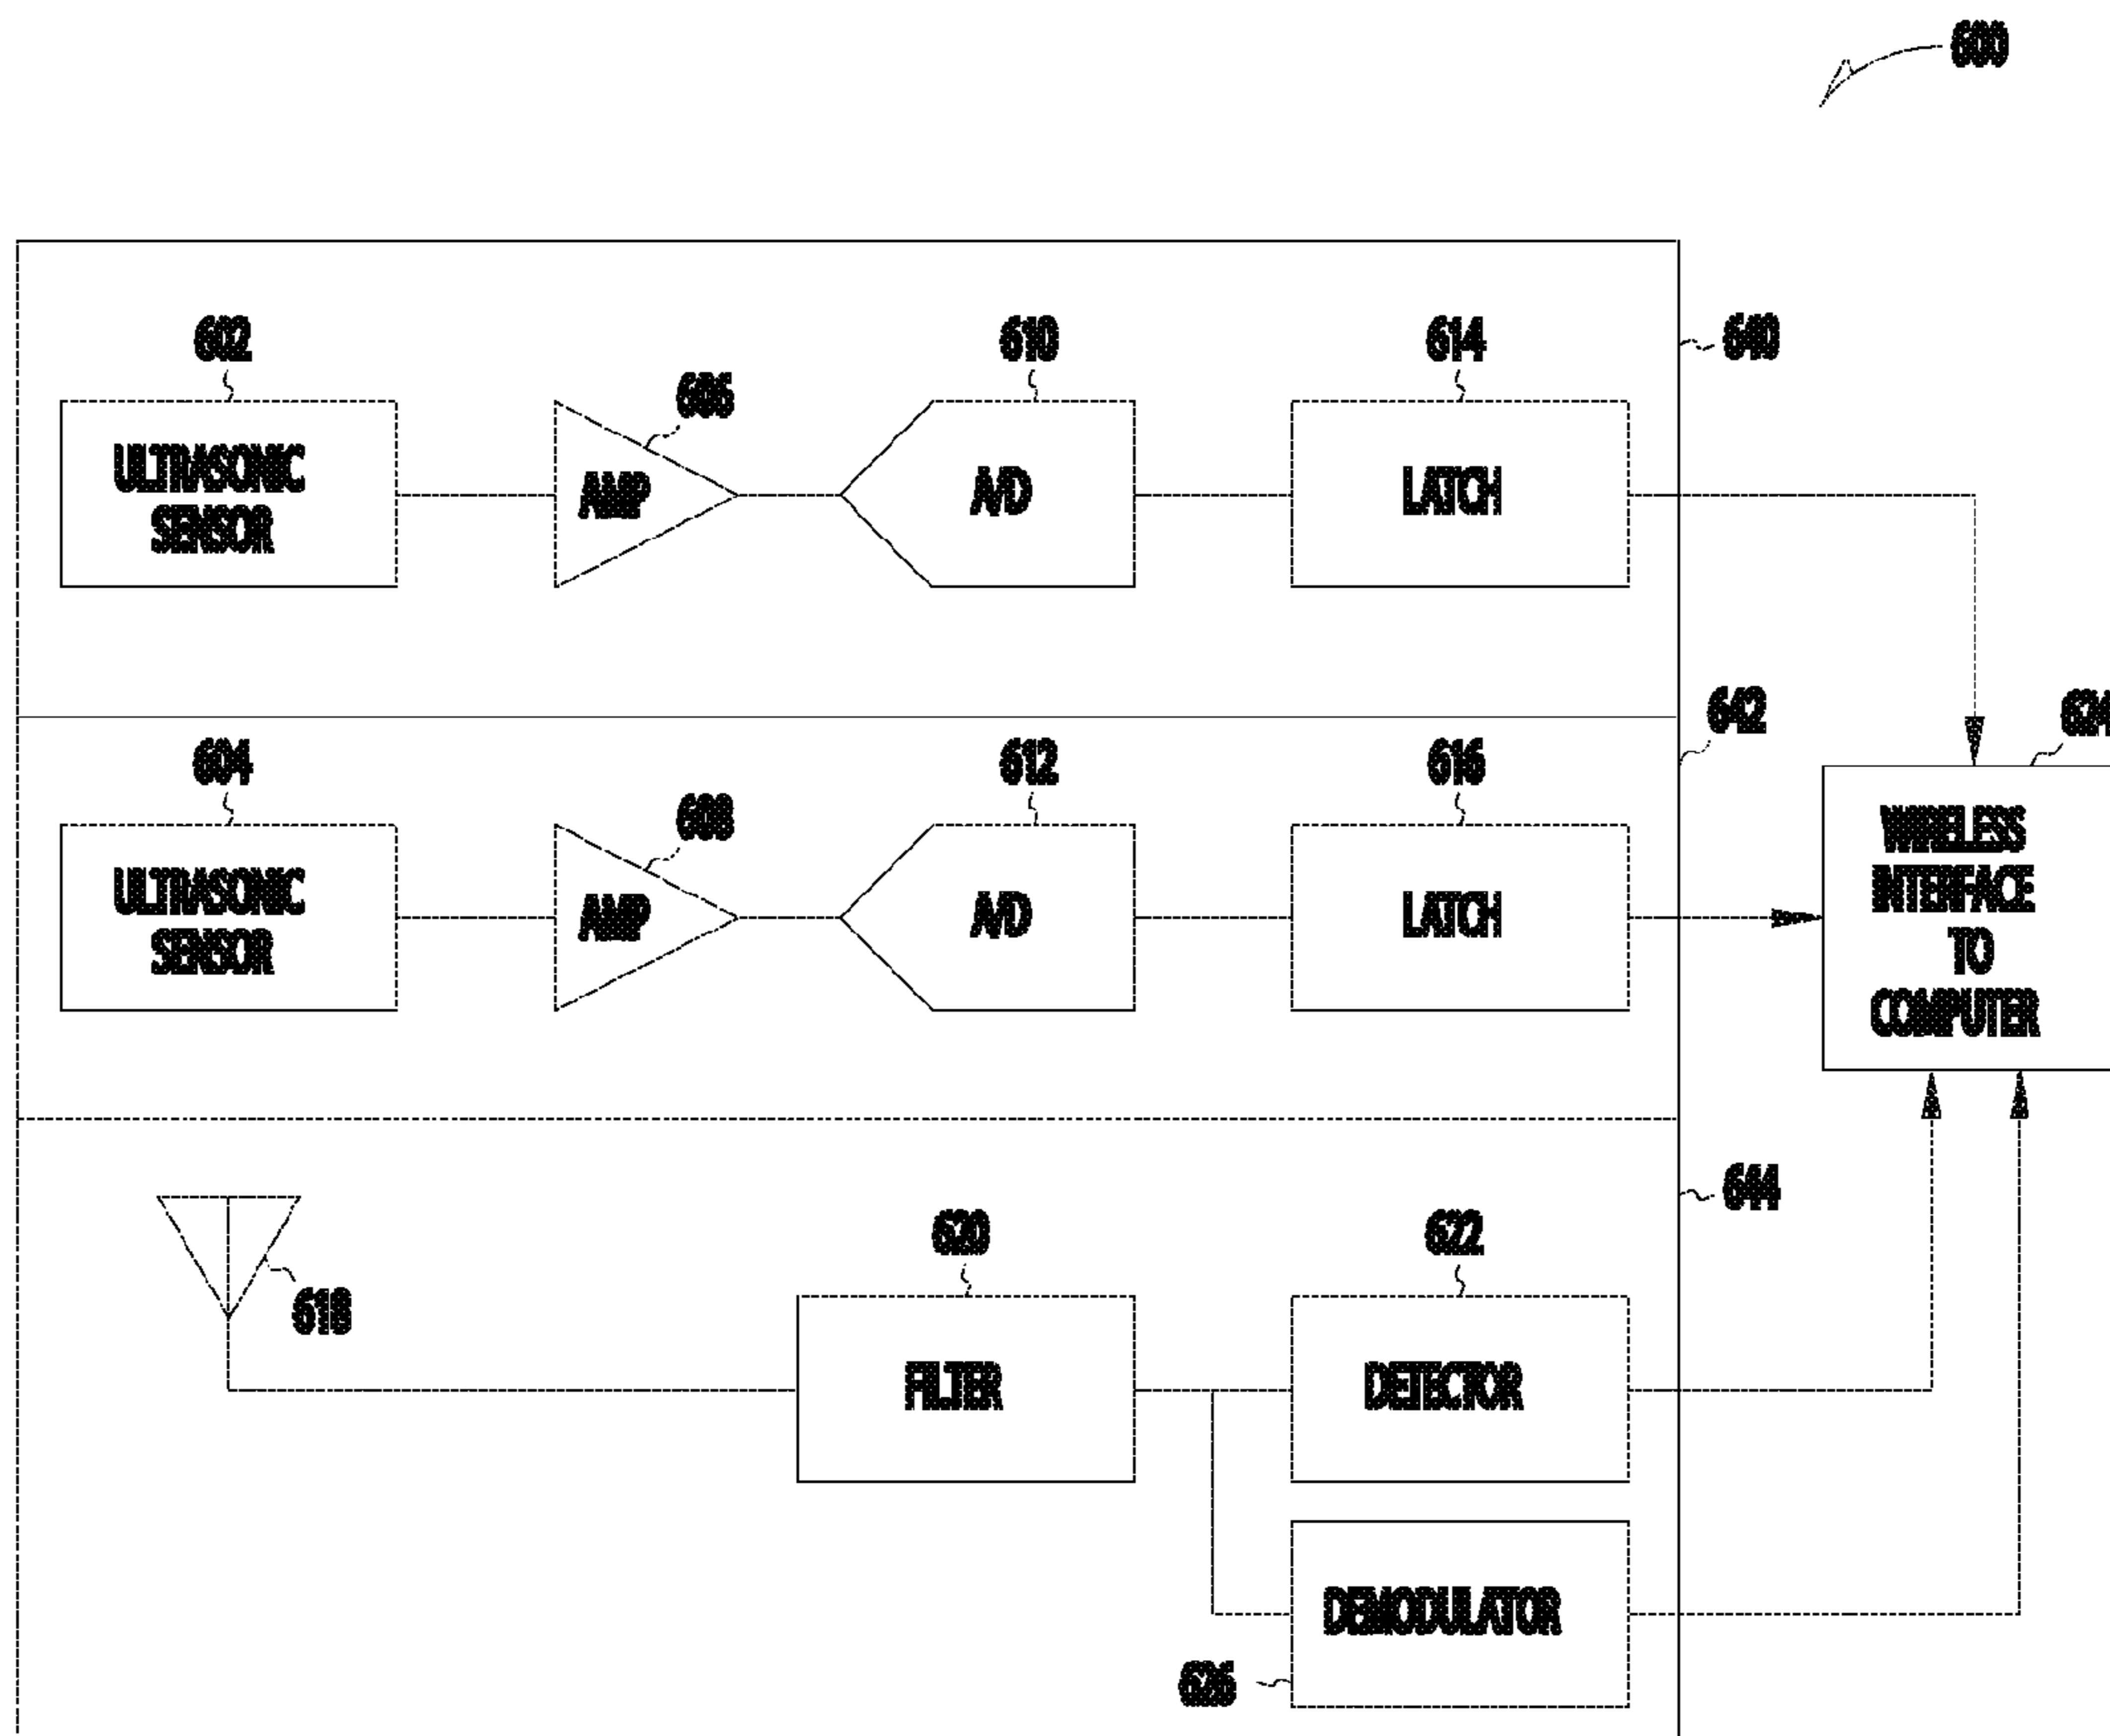 600
602
606
610
614
640
ULTRASONIC
SENSOR
AMP
A/D
LATCH
604
608
612
616
642
624
ULTRASONIC
SENSOR
AMP
A/D
LATCH
WIRELESS
INTERFACE
TO
COMPUTER
618
620
622
644
FILTER
DETECTOR
DEMODULATOR
626